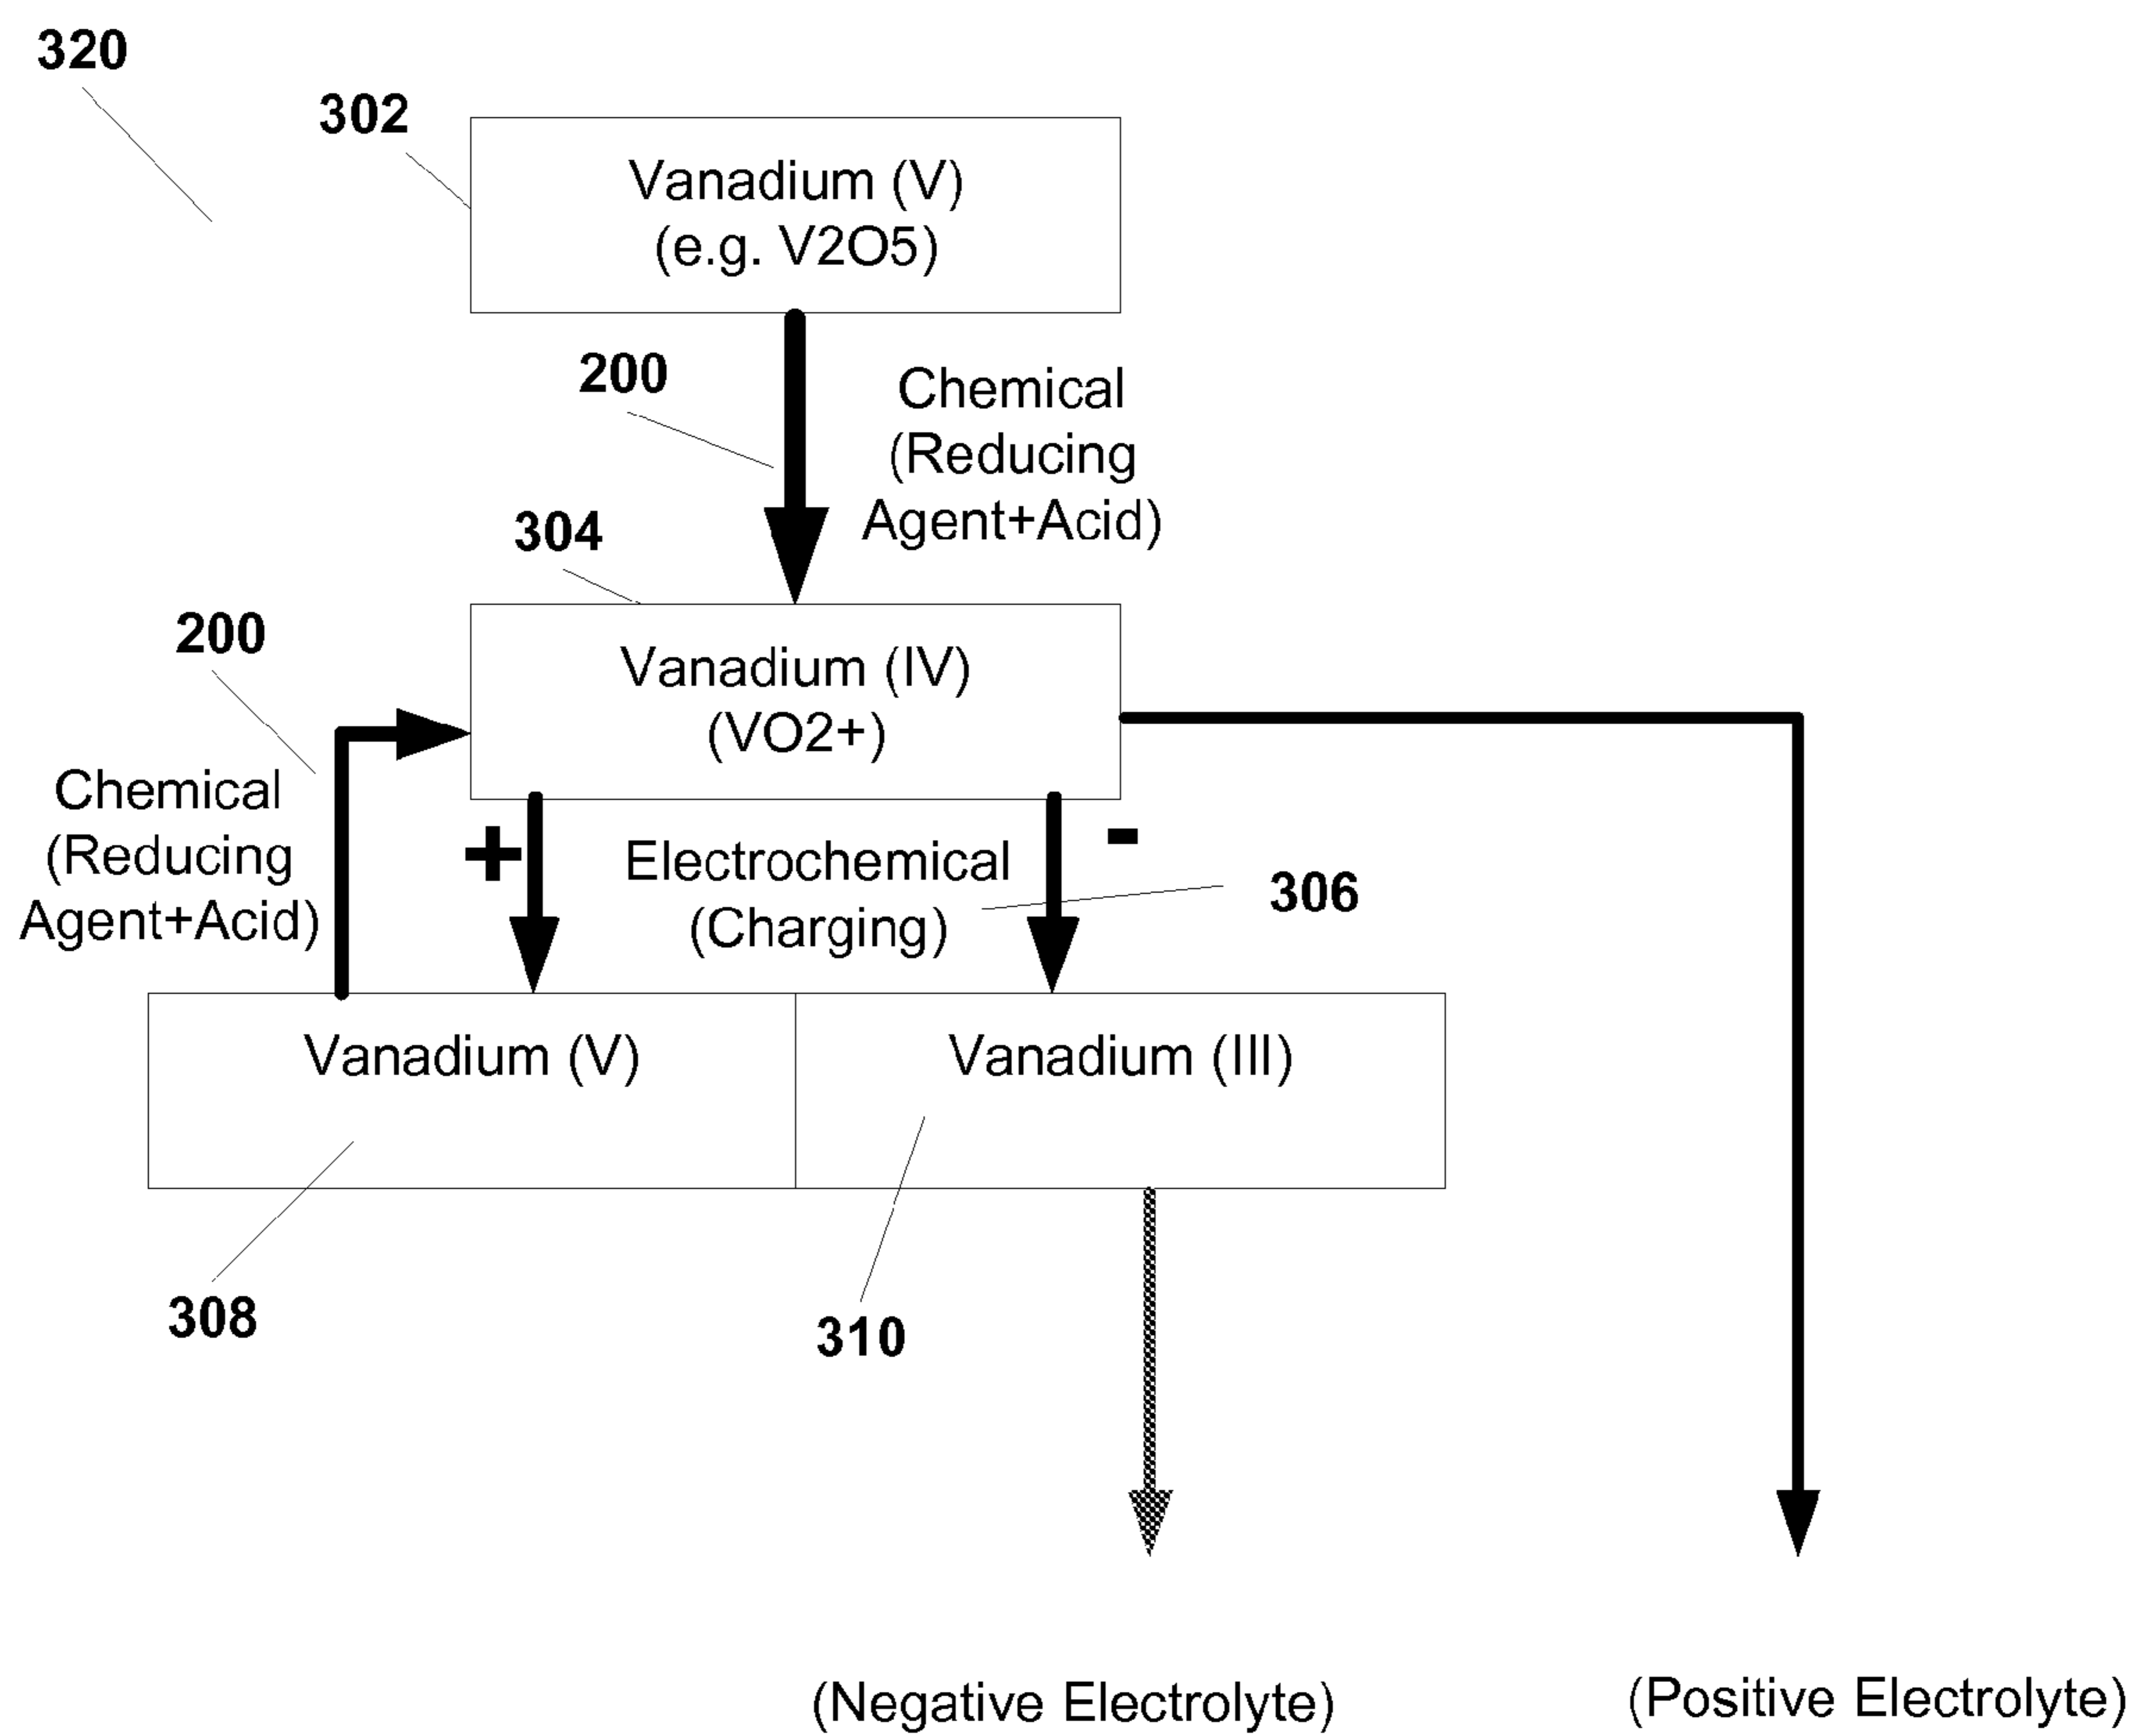 320
302
Vanadium (V)
(e.g. V2O5)
200
Chemical
(Reducing
Agent+Acid)
304
200
Vanadium (IV)
(VO2+)
Chemical
(Reducing
Agent+Acid)
+
-
Electrochemical
(Charging)
306
Vanadium (V)
Vanadium (III)
308
310
(Negative Electrolyte)
(Positive Electrolyte)